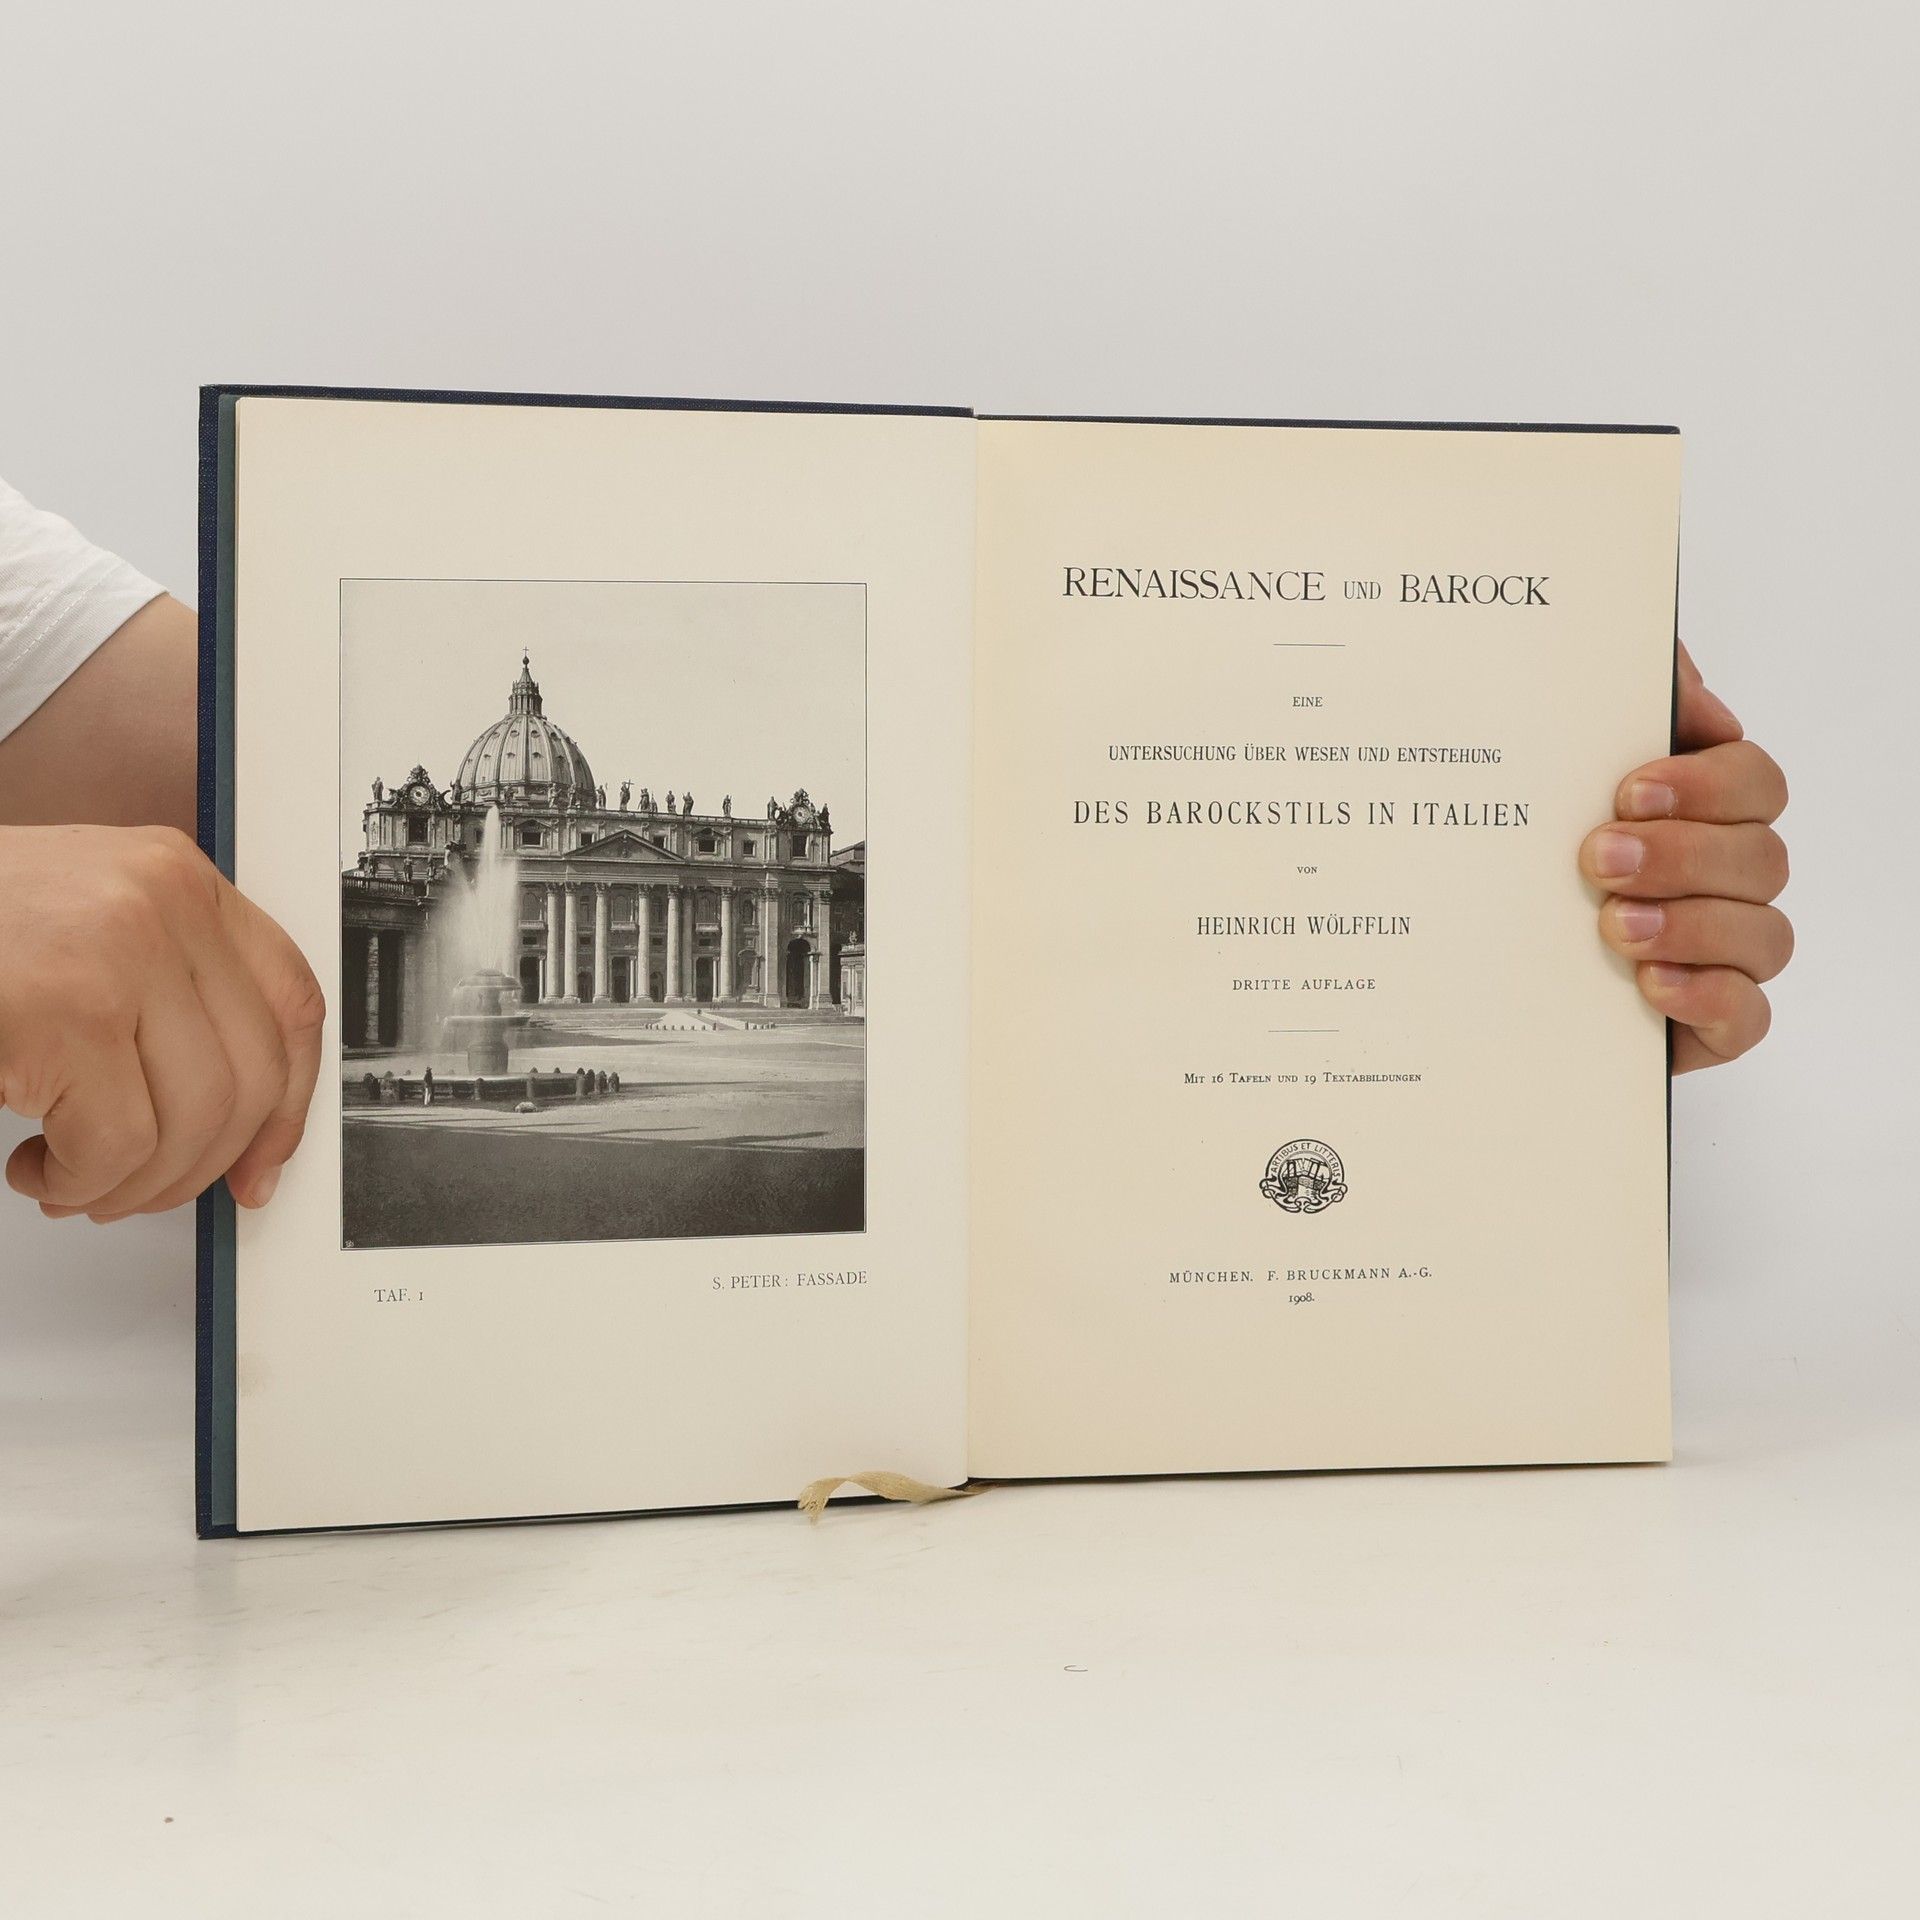 TAF. 1
S. PETER: FASSADE
RENAISSANCE UND BAROCK
EINE
UNTERSUCHUNG ÜBER WESEN UND ENTSTEHUNG
DES BAROCKSTILS IN ITALIEN
VON
HEINRICH WÖLFFLIN
DRITTE AUFLAGE
MIT 16 TAFELN UND 19 TEXTABBILDUNGEN
ARTIBUS ET LITTERIS
MÜNCHEN. F. BRUCKMANN A.-G.
1908.